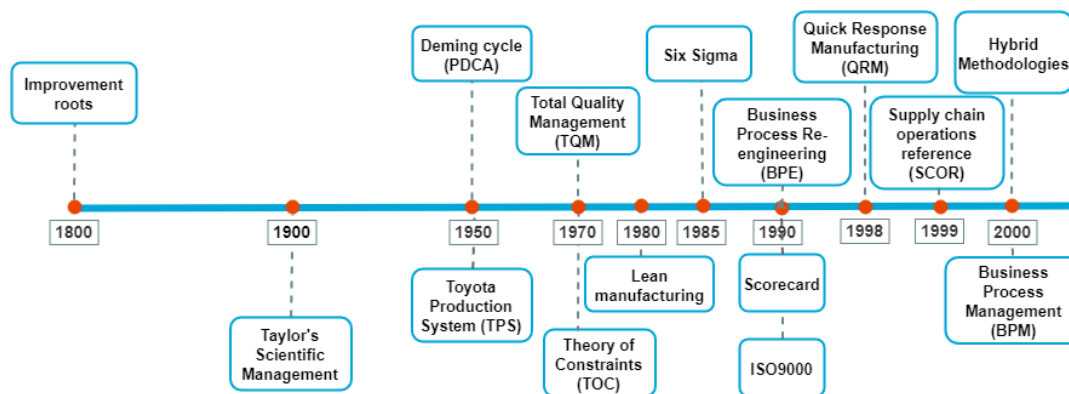 Improvement
roots
Deming cycle
(PDCA)
Total Quality
Management
(TQM)
Six Sigma
Business
Process Re-
engineering
(BPE)
Quick Response
Manufacturing
(QRM)
Supply chain
operations
reference
(SCOR)
Hybrid
Methodologies
1800
1900
1950
1970
1980
1985
1990
1998
1999
2000
Taylor's
Scientific
Management
Toyota
Production
System (TPS)
Theory of
Constraints
(TOC)
Lean
manufacturing
Scorecard
ISO9000
Business
Process
Management
(BPM)